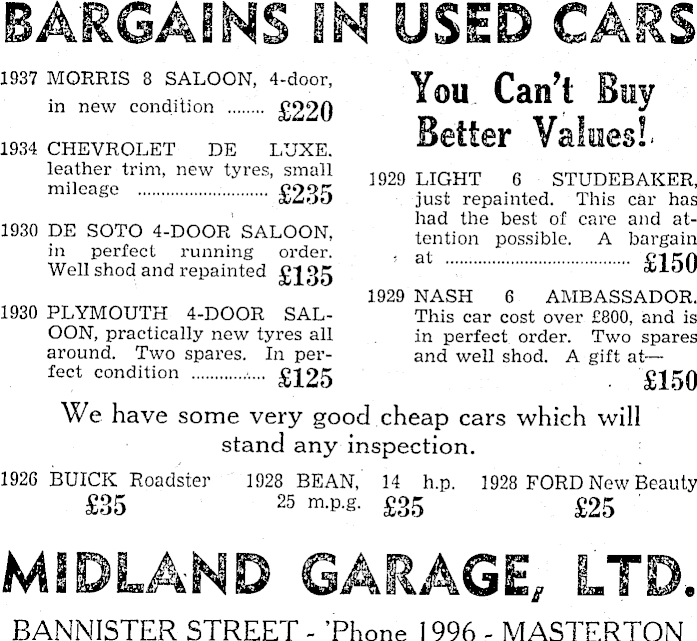 BARGAINS IN USED CARS
1937 MORRIS 8 SALOON, 4-door,
in new condition ........ £220
1934 CHEVROLET DE LUXE.
leather trim, new tyres, small
mileage ............................ £235
1930 DE SOTO 4-DOOR SALOON,
in perfect running order.
Well shod and repainted £135
1930 PLYMOUTH 4-DOOR SAL-
OON, practically new tyres all
around. Two spares. In per-
fect condition ................ £125
You Can't Buy
Better Values!
1929 LIGHT 6 STUDEBAKER,
just repainted. This car has
had the best of care and at-
tention possible. A bargain
at ....................................... £150
1929 NASH 6 AMBASSADOR.
This car cost over £800, and is
in perfect order. Two spares
and well shod. A gift at—
£150
We have some very good cheap cars which will
stand any inspection.
1926 BUICK Roadster
£35
1928 BEAN, 14 h.p.
25 m.p.g. £35
1928 FORD New Beauty
£25
MIDLAND GARAGE, LTD.
BANNISTER STREET - 'Phone 1996 - MASTERTON